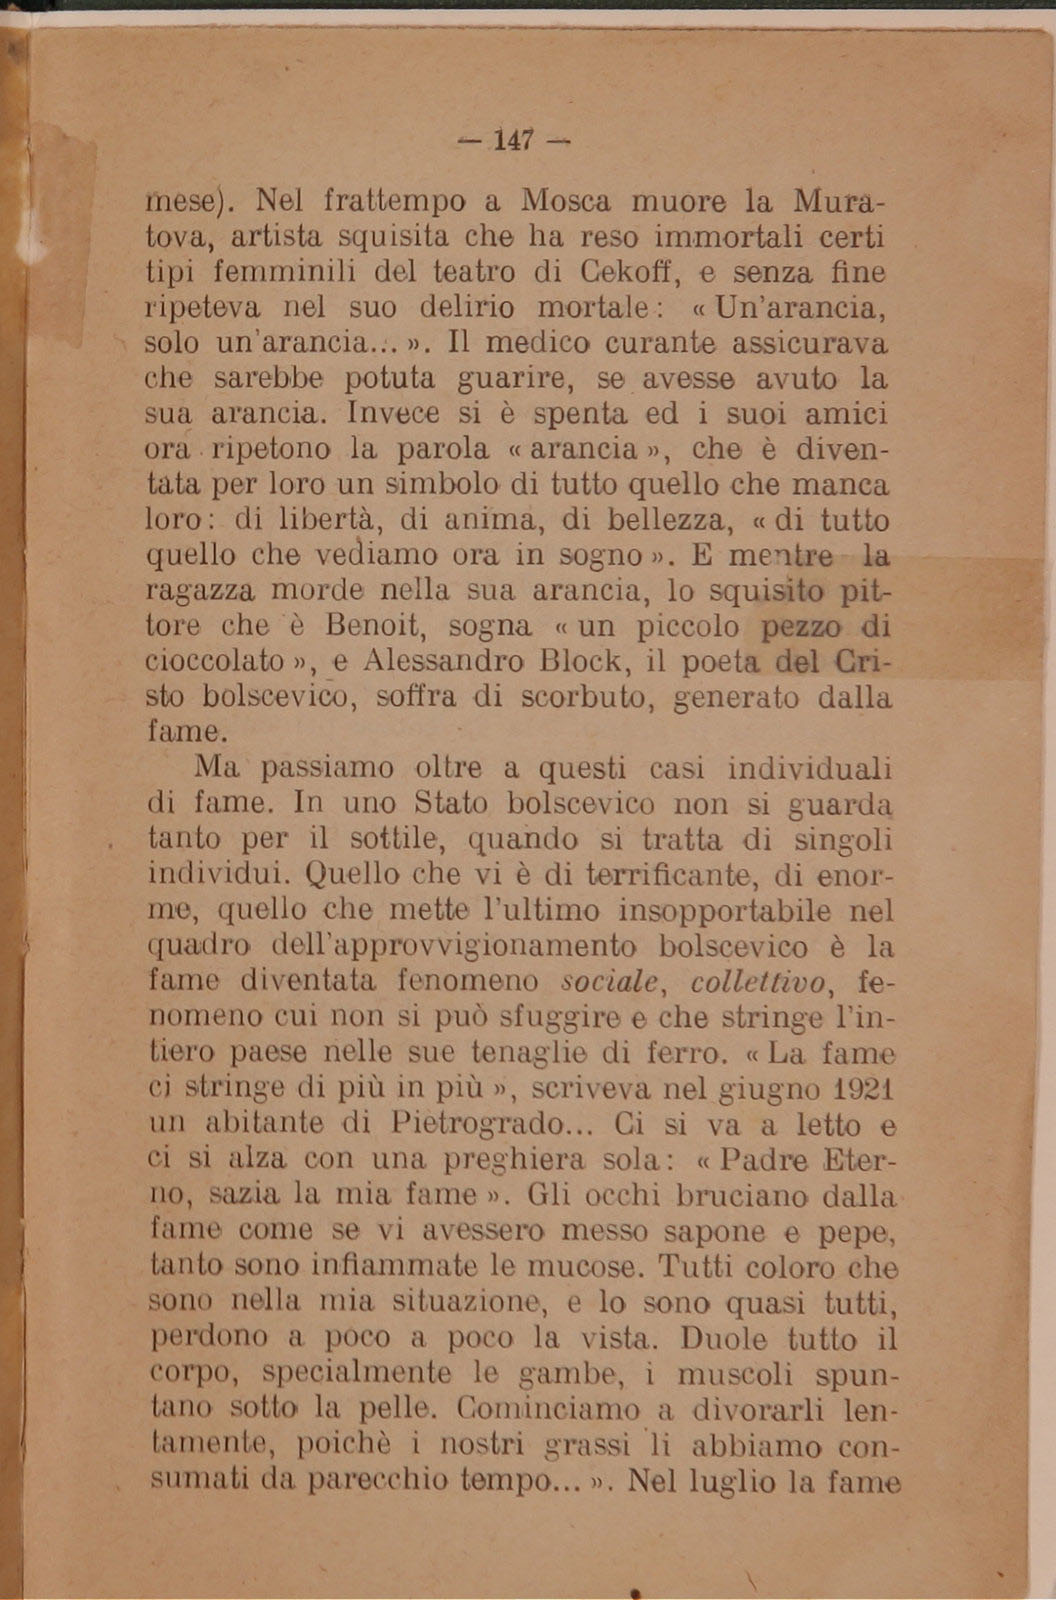 — 147 —
mese). Nel frattempo a Mosca muore la Mura-
tova, artista squisita che ha reso immortali certi
tipi femminili del teatro di Cekoff, e senza fine
ripeteva nel suo delirio mortale: « Un'arancia,
solo un'arancia... ». Il medico curante assicurava
che sarebbe potuta guarire, se avesse avuto la
sua arancia. Invece si è spenta ed i suoi amici
ora ripetono la parola « arancia », che è diven-
tata per loro un simbolo di tutto quello che manca
loro: di libertà, di anima, di bellezza, « di tutto
quello che vediamo ora in sogno ». E mentre la
ragazza morde nella sua arancia, lo squisito pit-
tore che è Benoit, sogna « un piccolo pezzo di
cioccolato », e Alessandro Block, il poeta del Cri-
sto bolscevico, soffra di scorbuto, generato dalla
fame.
Ma passiamo oltre a questi casi individuali
di fame. In uno Stato bolscevico non si guarda
tanto per il sottile, quando si tratta di singoli
individui. Quello che vi è di terrificante, di enor-
me, quello che mette l'ultimo insopportabile nel
quadro dell'approvvigionamento bolscevico è la
fame diventata fenomeno sociale, collettivo, fe-
nomeno cui non si può sfuggire e che stringe l'in-
tiero paese nelle sue tenaglie di ferro. « La fame
ci stringe di più in più », scriveva nel giugno 1921
un abitante di Pietrogrado... Ci si va a letto e
ci si alza con una preghiera sola: « Padre Eter-
no, sazia la mia fame ». Gli occhi bruciano dalla
fame come se vi avessero messo sapone e pepe,
tanto sono infiammate le mucose. Tutti coloro che
sono nella mia situazione, e lo sono quasi tutti,
perdono a poco a poco la vista. Duole tutto il
corpo, specialmente le gambe, i muscoli spun-
tano sotto la pelle. Cominciamo a divorarli len-
tamente, poichè i nostri grassi li abbiamo con-
sumati da parecchio tempo... ». Nel luglio la fame